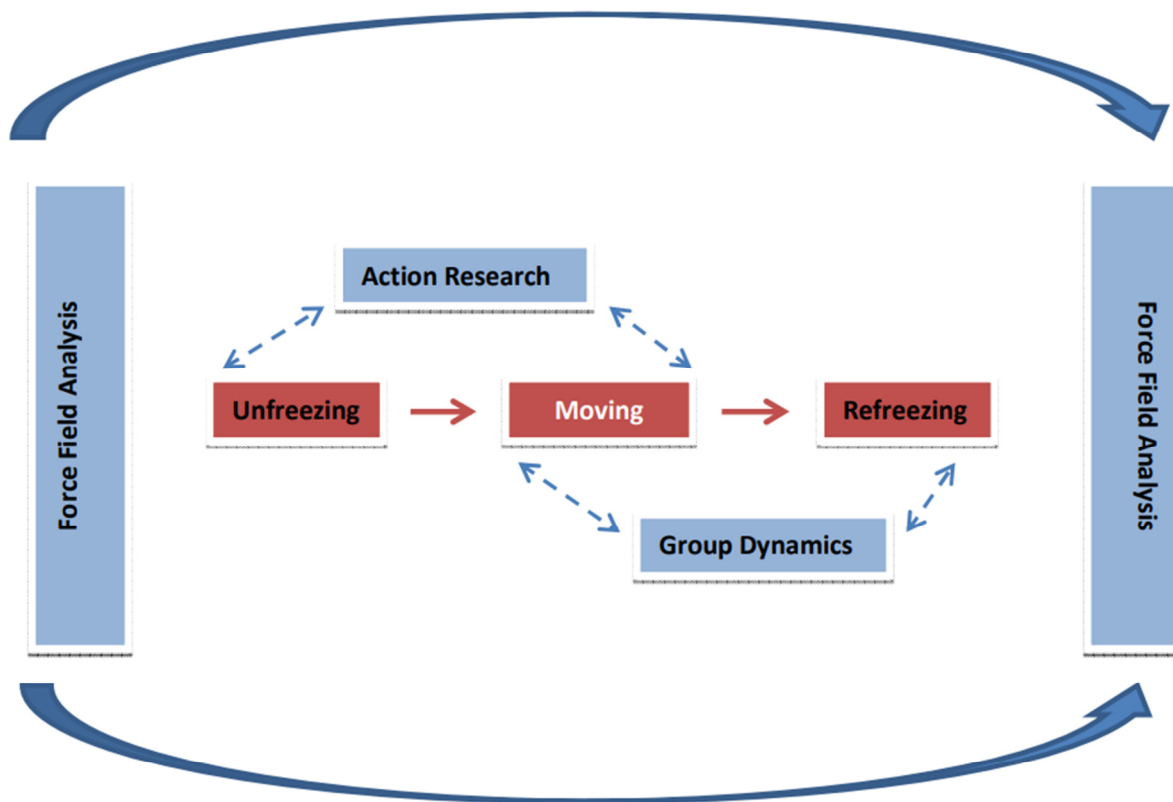 Force Field Analysis
Action Research
Unfreezing
Moving
Refreezing
Group Dynamics
Force Field Analysis